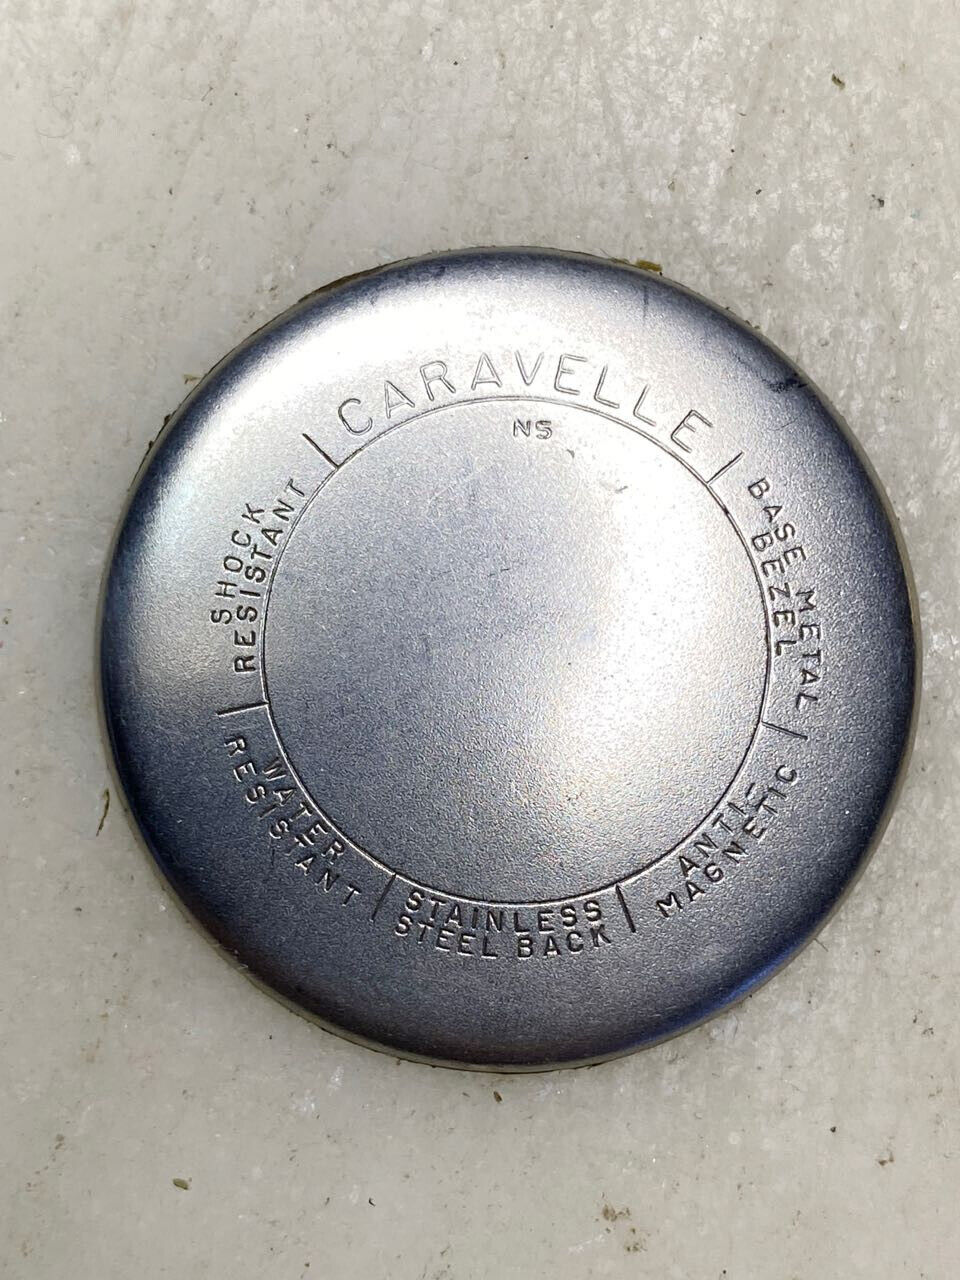 CARAVELLE
NS
BASE METAL
BEZEL
ANTI-
MAGNETIC
STAINLESS
STEEL BACK
WATER
RESISTANT
SHOCK
RESISTANT